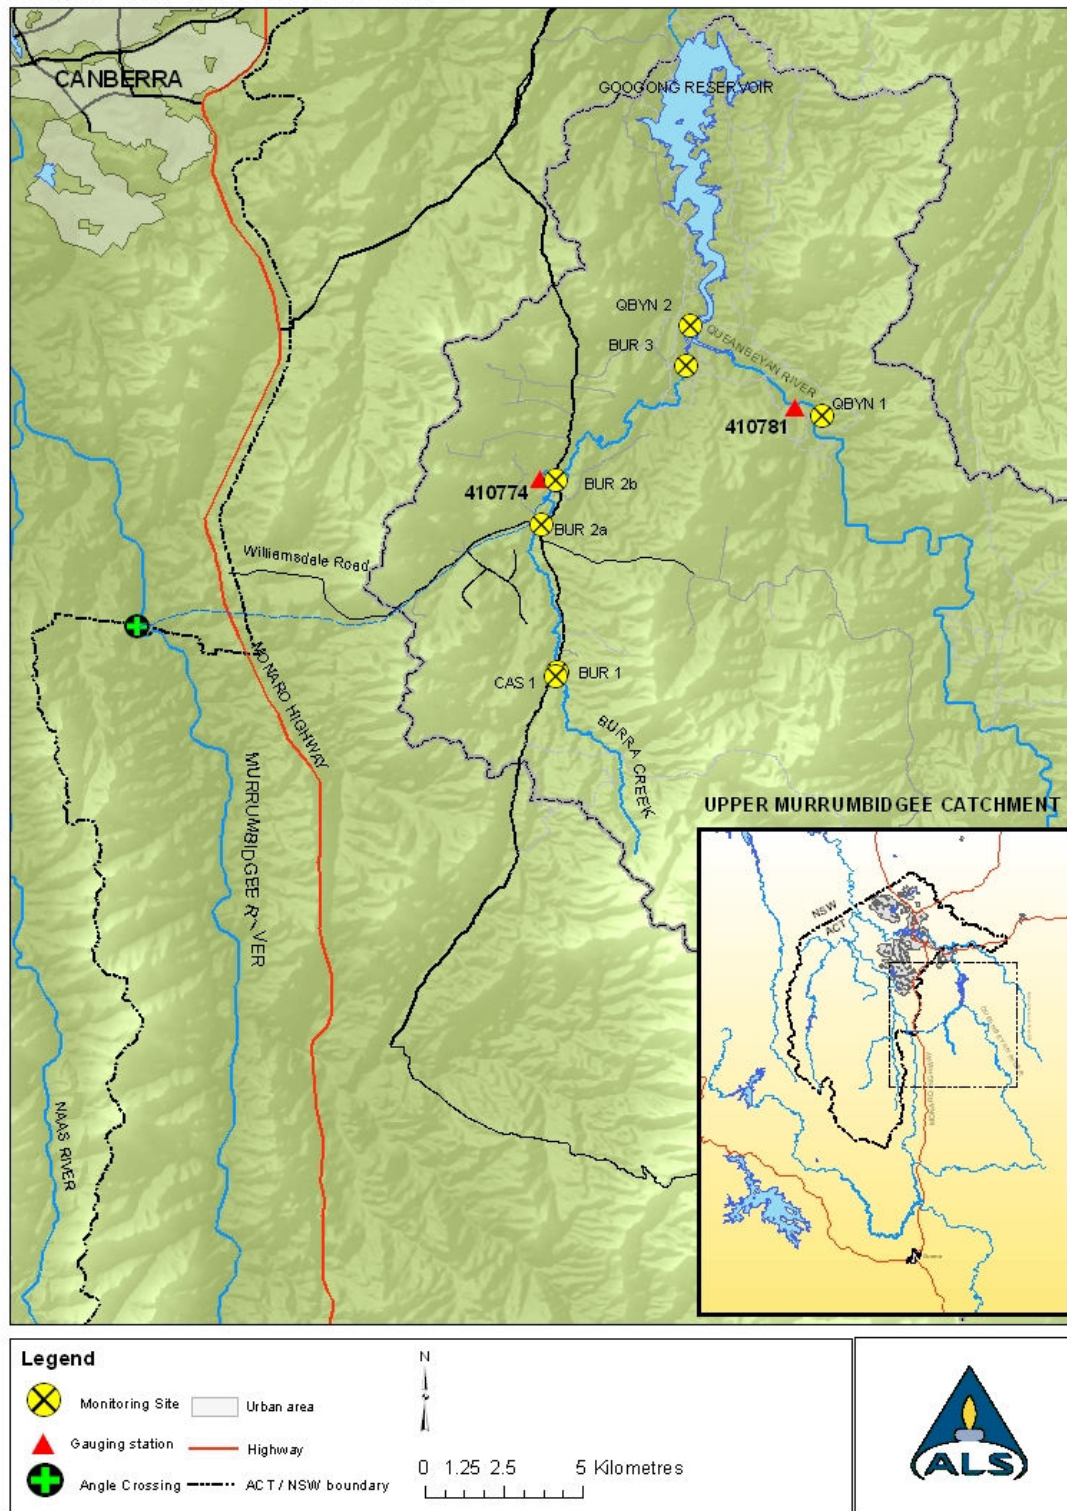 CANBERRA
GOOGONG RESERVOIR
QBYN 2
QUEANBEYAN RIVER
BUR 3
QBYN 1
410781
410774
BUR 2b
BUR 2a
Williamsdale Road
MONARO HIGHWAY
CAS 1
BUR 1
BURRA CREEK
MURRUMBIDGEE RIVER
NAAS RIVER
UPPER MURRUMBIDGEE CATCHMENT
NSW
ACT
Legend
Monitoring Site
Urban area
Gauging station
Highway
Angle Crossing
ACT / NSW boundary
N
0 1.25 2.5 5 Kilometres
ALS